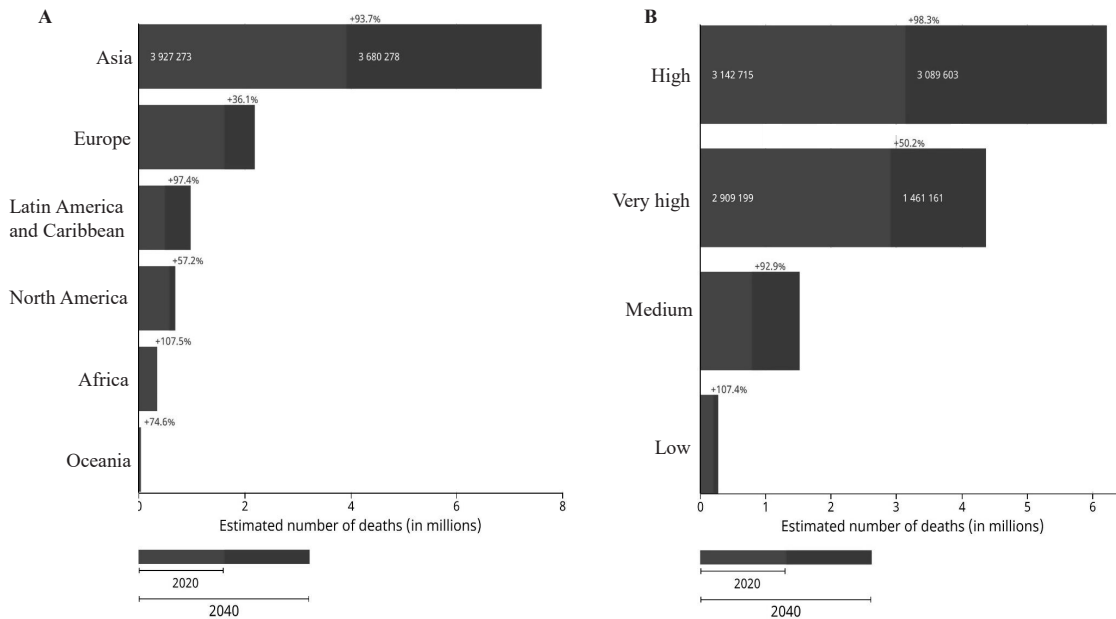 A
+93.7%
Asia
3 927 273
3 680 278
+36.1%
Europe
+97.4%
Latin America
and Caribbean
+57.2%
North America
+107.5%
Africa
+74.6%
Oceania
0
2
4
6
8
Estimated number of deaths (in millions)
2020
2040
B
+98.3%
High
3 142 715
3 089 603
+50.2%
Very high
2 909 199
1 461 161
+92.9%
Medium
+107.4%
Low
0
1
2
3
4
5
6
Estimated number of deaths (in millions)
2020
2040